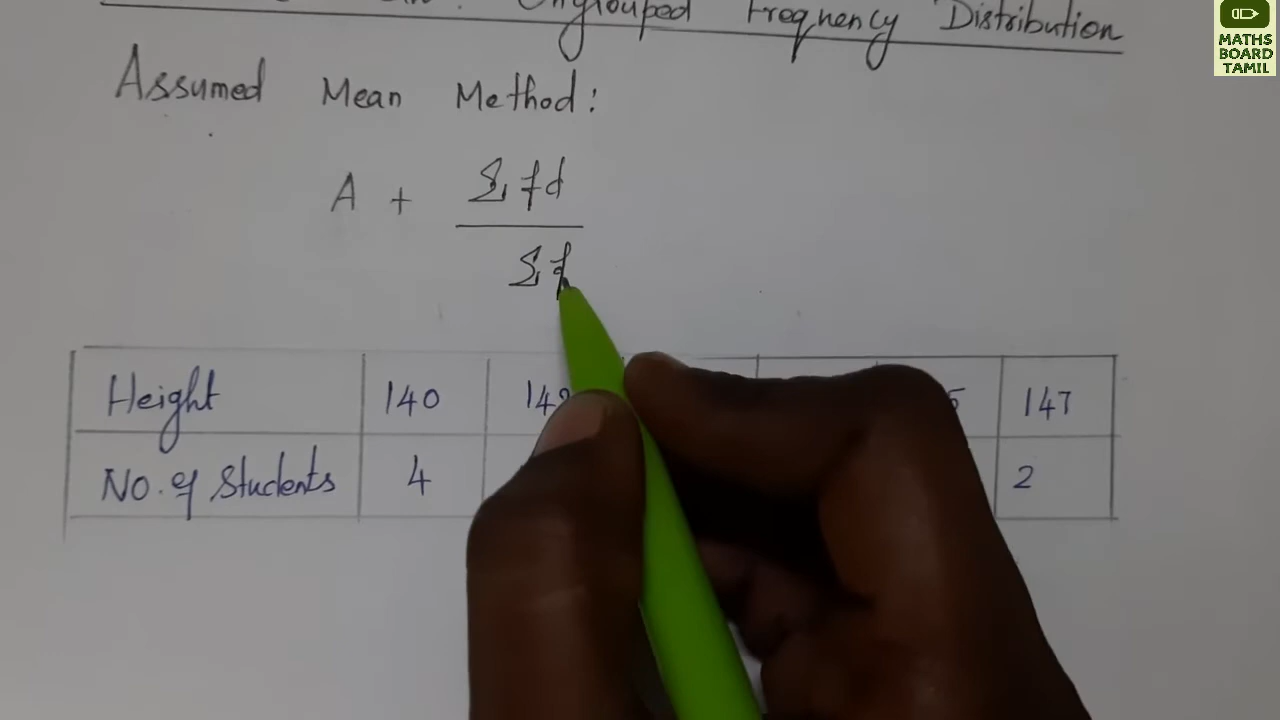 Ungrouped Frequency Distribution
MATHS
BOARD
TAMIL
Assumed Mean Method:
A + Σfd
Σf
Height 140 147
No. of Students 4 2